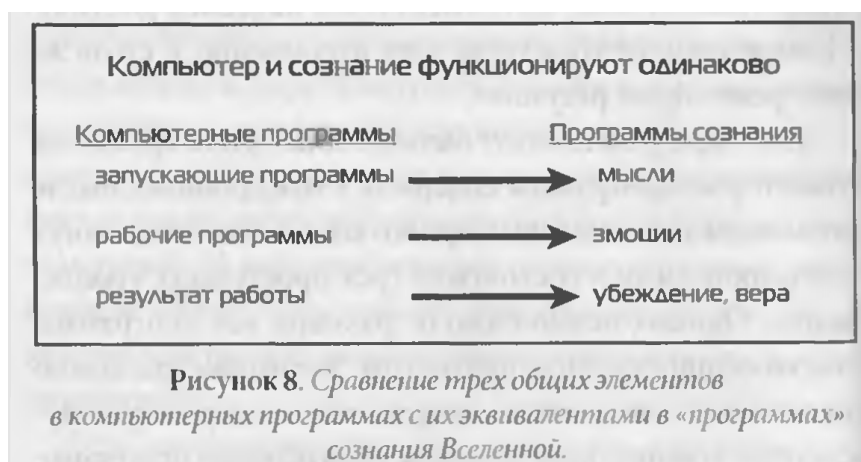 Компьютер и сознание функционируют одинаково
Компьютерные программы Программы сознания
запускающие программы мысли
рабочие программы эмоции
результат работы убеждение, вера
Рисунок 8. Сравнение трех общих элементов
в компьютерных программах с их эквивалентами в «программах»
сознания Вселенной.